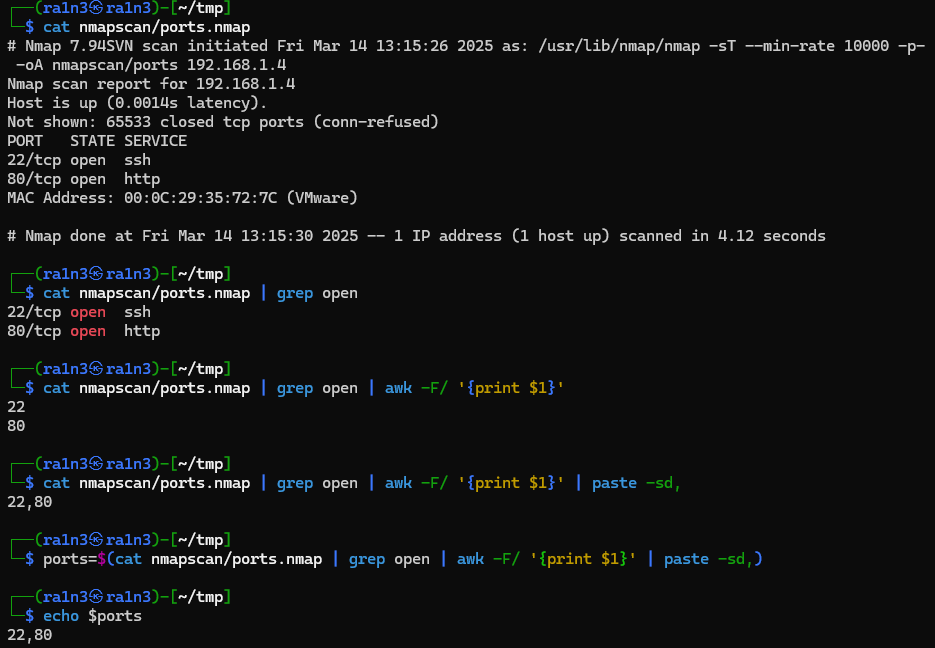 ┌──(ra1n3㉿ra1n3)-[~/tmp]
└─$ cat nmapscan/ports.nmap
# Nmap 7.94SVN scan initiated Fri Mar 14 13:15:26 2025 as: /usr/lib/nmap/nmap -sT --min-rate 10000 -p-
 -oA nmapscan/ports 192.168.1.4
Nmap scan report for 192.168.1.4
Host is up (0.0014s latency).
Not shown: 65533 closed tcp ports (conn-refused)
PORT   STATE SERVICE
22/tcp open  ssh
80/tcp open  http
MAC Address: 00:0C:29:35:72:7C (VMware)

# Nmap done at Fri Mar 14 13:15:30 2025 -- 1 IP address (1 host up) scanned in 4.12 seconds

┌──(ra1n3㉿ra1n3)-[~/tmp]
└─$ cat nmapscan/ports.nmap | grep open
22/tcp open  ssh
80/tcp open  http

┌──(ra1n3㉿ra1n3)-[~/tmp]
└─$ cat nmapscan/ports.nmap | grep open | awk -F/ '{print $1}'
22
80

┌──(ra1n3㉿ra1n3)-[~/tmp]
└─$ cat nmapscan/ports.nmap | grep open | awk -F/ '{print $1}' | paste -sd,
22,80

┌──(ra1n3㉿ra1n3)-[~/tmp]
└─$ ports=$(cat nmapscan/ports.nmap | grep open | awk -F/ '{print $1}' | paste -sd,)

┌──(ra1n3㉿ra1n3)-[~/tmp]
└─$ echo $ports
22,80